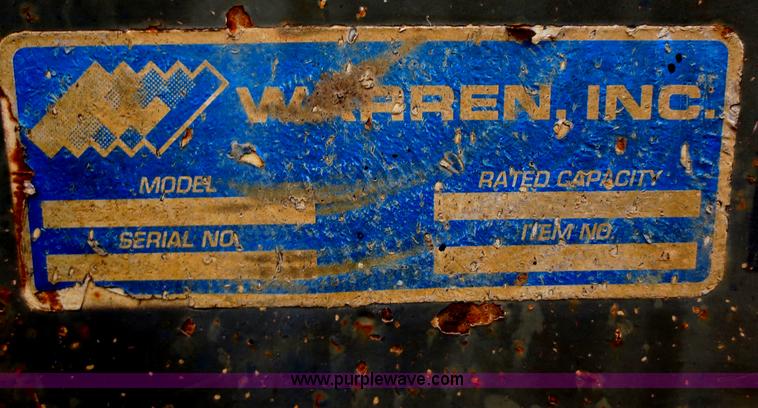 WARREN, INC.
MODEL
RATED CAPACITY
SERIAL NO.
ITEM NO.
www.purplewave.com